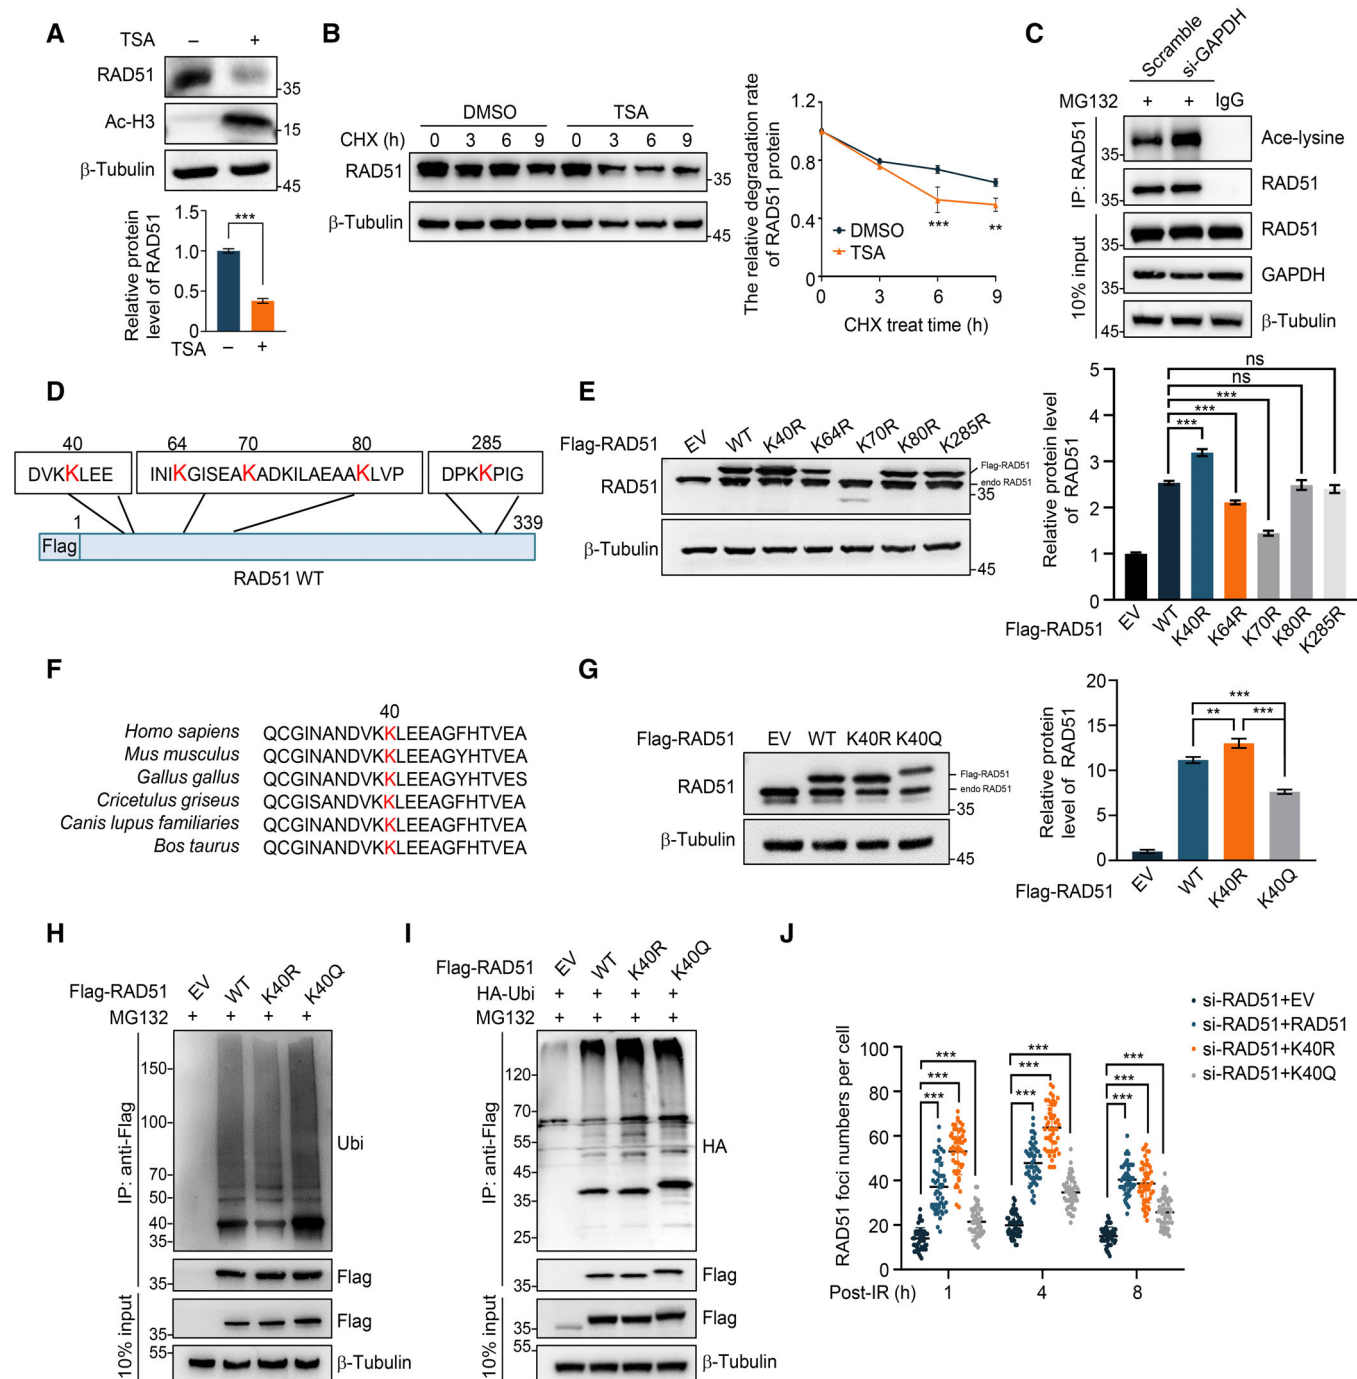 A
TSA – +
RAD51
35
Ac-H3
15
β-Tubulin
45
Relative protein
level of RAD51
1.5
1.0
0.5
0
***
TSA – +
B
DMSO TSA
CHX (h) 0 3 6 9 0 3 6 9
RAD51
35
β-Tubulin
45
The relative degradation rate
of RAD51 protein
1.2
0.8
0.4
0
DMSO
TSA
*** **
0 3 6 9
CHX treat time (h)
C
Scramble
si-GAPDH
MG132 + + IgG
IP: RAD51
35
Ace-lysine
35
RAD51
10% input
35
RAD51
35
GAPDH
45
β-Tubulin
D
40 64 70 80 285
DVKKLEE INIKGISEAKADKILAEAAKLVP DPKKPIG
1 339
Flag
RAD51 WT
E
Flag-RAD51 EV WT K40R K64R K70R K80R K285R
RAD51
Flag-RAD51
endo RAD51
35
β-Tubulin
45
Relative protein level
of RAD51
5
4
3
2
1
0
ns
ns
***
***
***
Flag-RAD51 EV WT K40R K64R K70R K80R K285R
F
40
Homo sapiens QCGINANDVKKLEEAGFHTVEA
Mus musculus QCGINANDVKKLEEAGYHTVEA
Gallus gallus QCGINANDVKKLEEAGYHTVES
Cricetulus griseus QCGISANDVKKLEEAGFHTVEA
Canis lupus familiaries QCGINANDVKKLEEAGFHTVEA
Bos taurus QCGINANDVKKLEEAGFHTVEA
G
Flag-RAD51 EV WT K40R K40Q
RAD51
Flag-RAD51
endo RAD51
35
β-Tubulin
45
Relative protein
level of RAD51
20
15
10
5
0
***
** ***
Flag-RAD51 EV WT K40R K40Q
H
Flag-RAD51 EV WT K40R K40Q
MG132 + + + +
IP: anti-Flag
150
100
70
50
40
35
Ubi
35
Flag
10% input
35
Flag
55
β-Tubulin
I
Flag-RAD51 EV WT K40R K40Q
HA-Ubi + + + +
MG132 + + + +
IP: anti-Flag
120
70
55
45
35
25
HA
35
Flag
10% input
35
Flag
55
β-Tubulin
J
si-RAD51+EV
si-RAD51+RAD51
si-RAD51+K40R
si-RAD51+K40Q
RAD51 foci numbers per cell
100
80
60
40
20
0
*** *** ***
*** *** ***
*** *** ***
Post-IR (h) 1 4 8